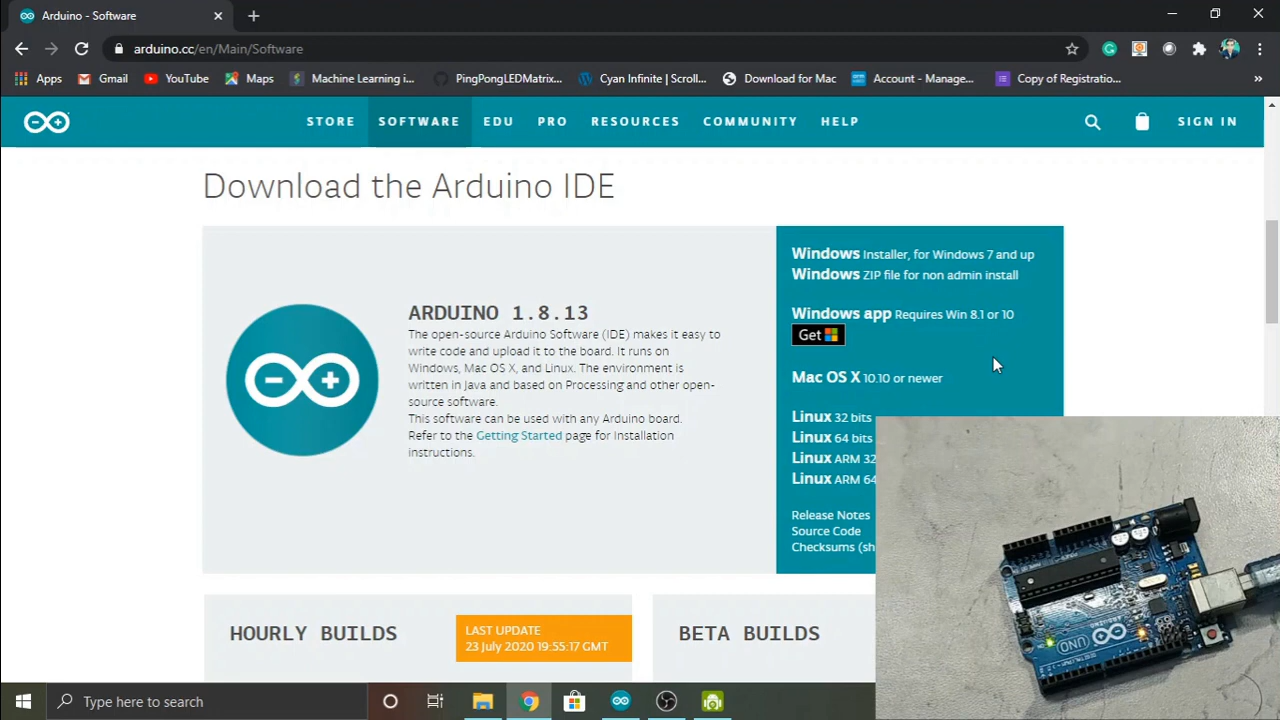 Arduino - Software
arduino.cc/en/Main/Software
Apps
Gmail
YouTube
Maps
Machine Learning i...
PingPongLEDMatrix...
Cyan Infinite | Scroll...
Download for Mac
Account - Manage...
Copy of Registratio...
»
STORE
SOFTWARE
EDU
PRO
RESOURCES
COMMUNITY
HELP
SIGN IN
Download the Arduino IDE
ARDUINO 1.8.13
The open-source Arduino Software (IDE) makes it easy to
write code and upload it to the board. It runs on
Windows, Mac OS X, and Linux. The environment is
written in Java and based on Processing and other open-
source software.
This software can be used with any Arduino board.
Refer to the Getting Started page for Installation
instructions.
Windows Installer, for Windows 7 and up
Windows ZIP file for non admin install
Windows app Requires Win 8.1 or 10
Get
Mac OS X 10.10 or newer
Linux 32 bits
Linux 64 bits
Linux ARM 32
Linux ARM 64
Release Notes
Source Code
Checksums (sh
HOURLY BUILDS
LAST UPDATE
23 July 2020 19:55:17 GMT
BETA BUILDS
UNO
ARDUINO
Type here to search